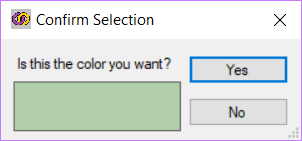 Confirm Selection
Is this the color you want?
Yes
No